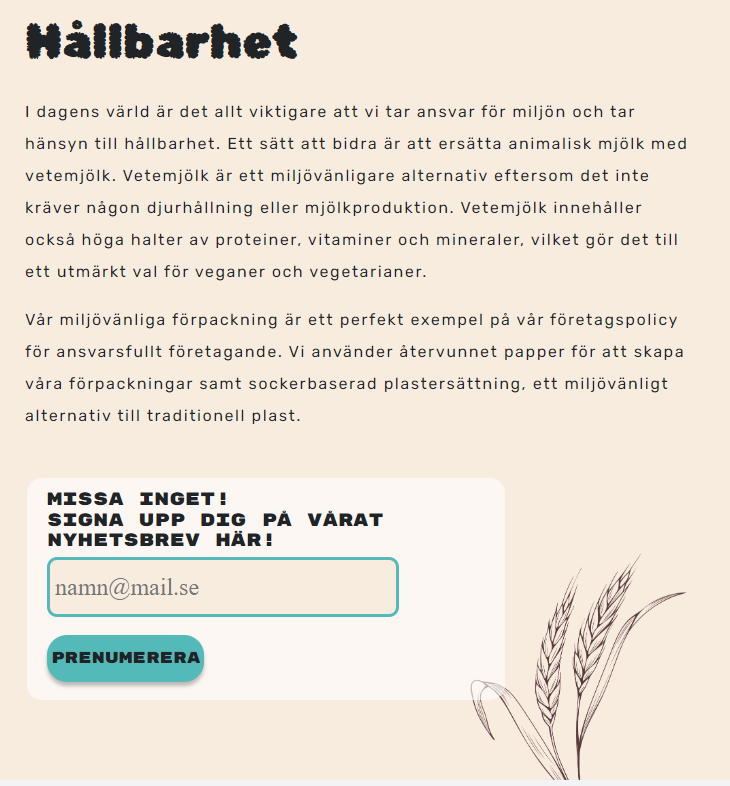 Hållbarhet
I dagens värld är det allt viktigare att vi tar ansvar för miljön och tar
hänsyn till hållbarhet. Ett sätt att bidra är att ersätta animalisk mjölk med
vetemjölk. Vetemjölk är ett miljövänligare alternativ eftersom det inte
kräver någon djurhållning eller mjölkproduktion. Vetemjölk innehåller
också höga halter av proteiner, vitaminer och mineraler, vilket gör det till
ett utmärkt val för veganer och vegetarianer.
Vår miljövänliga förpackning är ett perfekt exempel på vår företagspolicy
för ansvarsfullt företagande. Vi använder återvunnet papper för att skapa
våra förpackningar samt sockerbaserad plastersättning, ett miljövänligt
alternativ till traditionell plast.
MISSA INGET!
SIGNA UPP DIG PÅ VÅRAT
NYHETSBREV HÄR!
namn@mail.se
PRENUMERERA